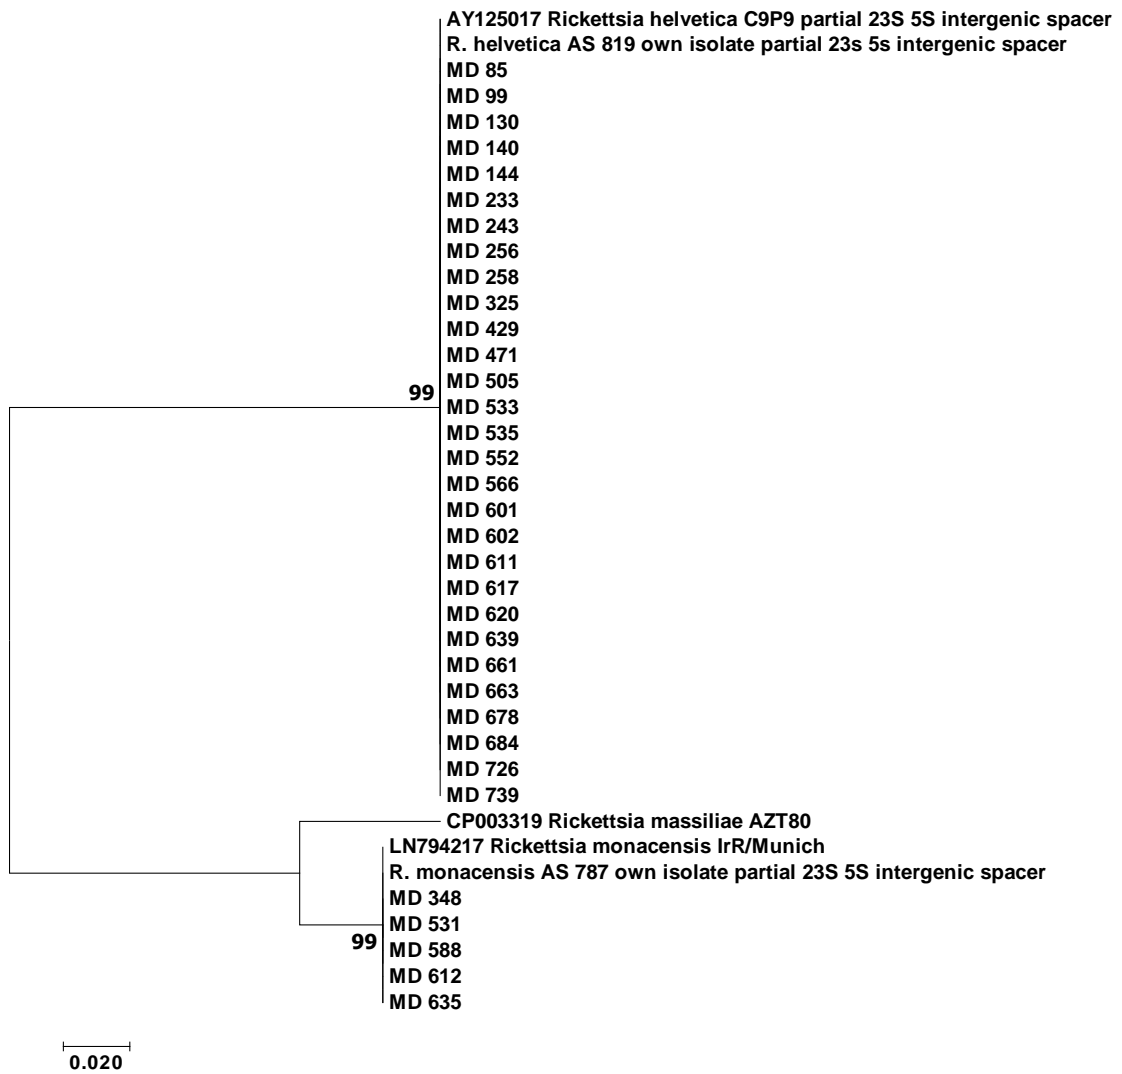 AY125017 Rickettsia helvetica C9P9 partial 23S 5S intergenic spacer
R. helvetica AS 819 own isolate partial 23s 5s intergenic spacer
MD 85
MD 99
MD 130
MD 140
MD 144
MD 233
MD 243
MD 256
MD 258
MD 325
MD 429
MD 471
MD 505
99
MD 533
MD 535
MD 552
MD 566
MD 601
MD 602
MD 611
MD 617
MD 620
MD 639
MD 661
MD 663
MD 678
MD 684
MD 726
MD 739
CP003319 Rickettsia massiliae AZT80
LN794217 Rickettsia monacensis IrR/Munich
R. monacensis AS 787 own isolate partial 23S 5S intergenic spacer
MD 348
MD 531
99
MD 588
MD 612
MD 635
0.020